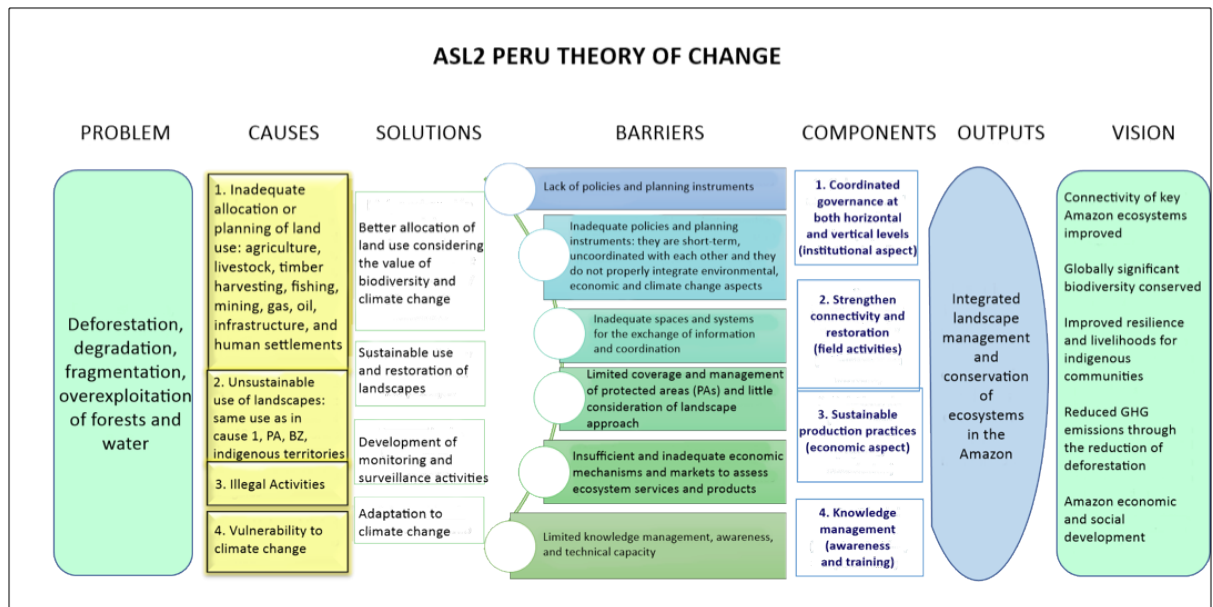 ASL2 PERU THEORY OF CHANGE
PROBLEM
CAUSES
SOLUTIONS
BARRIERS
COMPONENTS
OUTPUTS
VISION
Deforestation,
degradation,
fragmentation,
overexploitation
of forests and
water
1. Inadequate
allocation or
planning of land
use: agriculture,
livestock, timber
harvesting, fishing,
mining, gas, oil,
infrastructure, and
human settlements
2. Unsustainable
use of landscapes:
same use as in
cause 1, PA, BZ,
indigenous territories
3. Illegal Activities
4. Vulnerability to
climate change
Better allocation of
land use considering
the value of
biodiversity and
climate change
Sustainable use
and restoration of
landscapes
Development of
monitoring and
surveillance activities
Adaptation to
climate change
Lack of policies and planning instruments
Inadequate policies and planning
instruments: they are short-term,
uncoordinated with each other and they
do not properly integrate environmental,
economic and climate change aspects
Inadequate spaces and systems
for the exchange of information
and coordination
Limited coverage and management
of protected areas (PAs) and little
consideration of landscape
approach
Insufficient and inadequate economic
mechanisms and markets to assess
ecosystem services and products
Limited knowledge management, awareness,
and technical capacity
1. Coordinated
governance at
both horizontal
and vertical levels
(institutional aspect)
2. Strengthen
connectivity and
restoration
(field activities)
3. Sustainable
production practices
(economic aspect)
4. Knowledge
management
(awareness
and training)
Integrated
landscape
management
and
conservation
of
ecosystems
in the
Amazon
Connectivity of key
Amazon ecosystems
improved
Globally significant
biodiversity conserved
Improved resilience
and livelihoods for
indigenous
communities
Reduced GHG
emissions through
the reduction of
deforestation
Amazon economic
and social
development